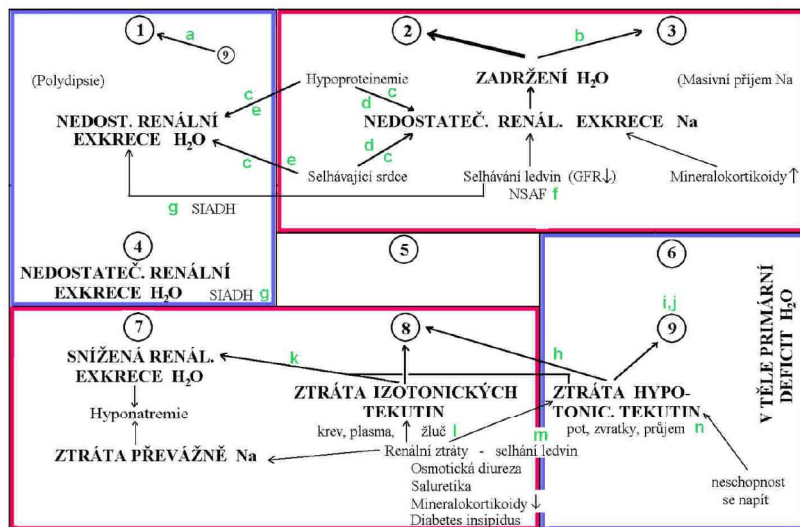 1
a
9
(Polydipsie)
c
e
NEDOST. RENÁLNÍ
EXKRECE H₂O
c
e
g SIADH
2
b
3
ZADRŽENÍ H₂O
Hypoproteinemie
(Masivní příjem Na
d
c
NEDOSTATEČ. RENÁL. EXKRECE Na
d
c
Selhávající srdce
Selhávání ledvin (GFR↓)
NSAF f
Mineralokortikoidy ↑
4
NEDOSTATEČ. RENÁLNÍ
EXKRECE H₂O SIADH g
5
6
V TĚLE PRIMÁRNÍ
DEFICIT H₂O
i,j
7
8
9
SNÍŽENÁ RENÁL.
EXKRECE H₂O
k
h
Hyponatremie
ZTRÁTA PŘEVÁŽNĚ Na
ZTRÁTA IZOTONICKÝCH
TEKUTIN
krev, plasma, žluč l
Renální ztráty - selhání ledvin
m
Osmotická diureza
Saluretika
Mineralokortikoidy ↓
Diabetes insipidus
ZTRÁTA HYPO-
TONIC. TEKUTIN
pot, zvratky, průjem n
neschopnost
se napít